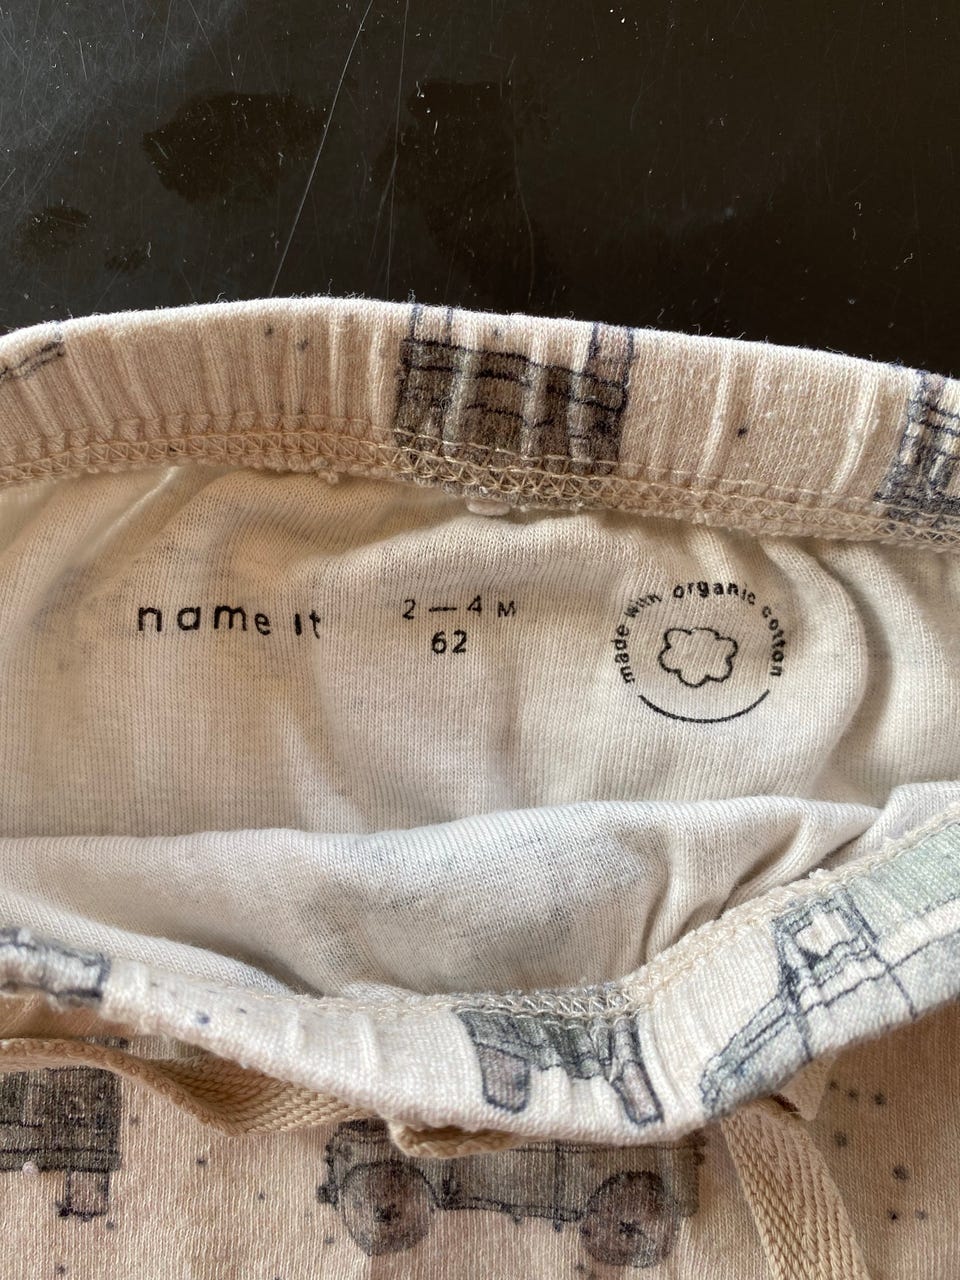 name it
2 — 4 M
62
made with organic cotton